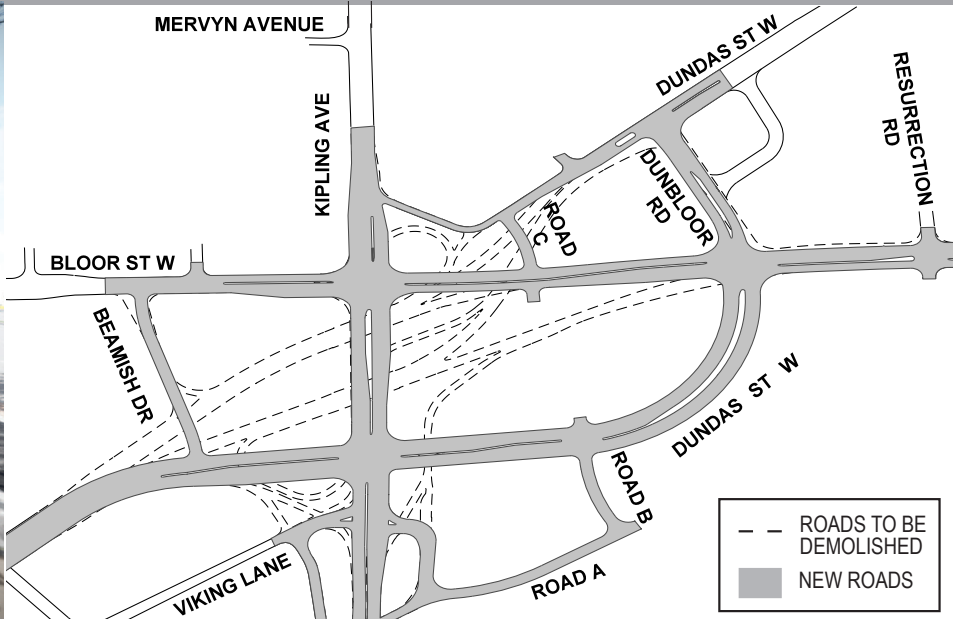 MERVYN AVENUE
DUNDAS ST W
RESURRECTION
RD
KIPLING AVE
DUNBLOOR
RD
ROAD
C
BLOOR ST W
BEAMISH DR
DUNDAS ST W
ROAD B
VIKING LANE
ROAD A
ROADS TO BE
DEMOLISHED
NEW ROADS